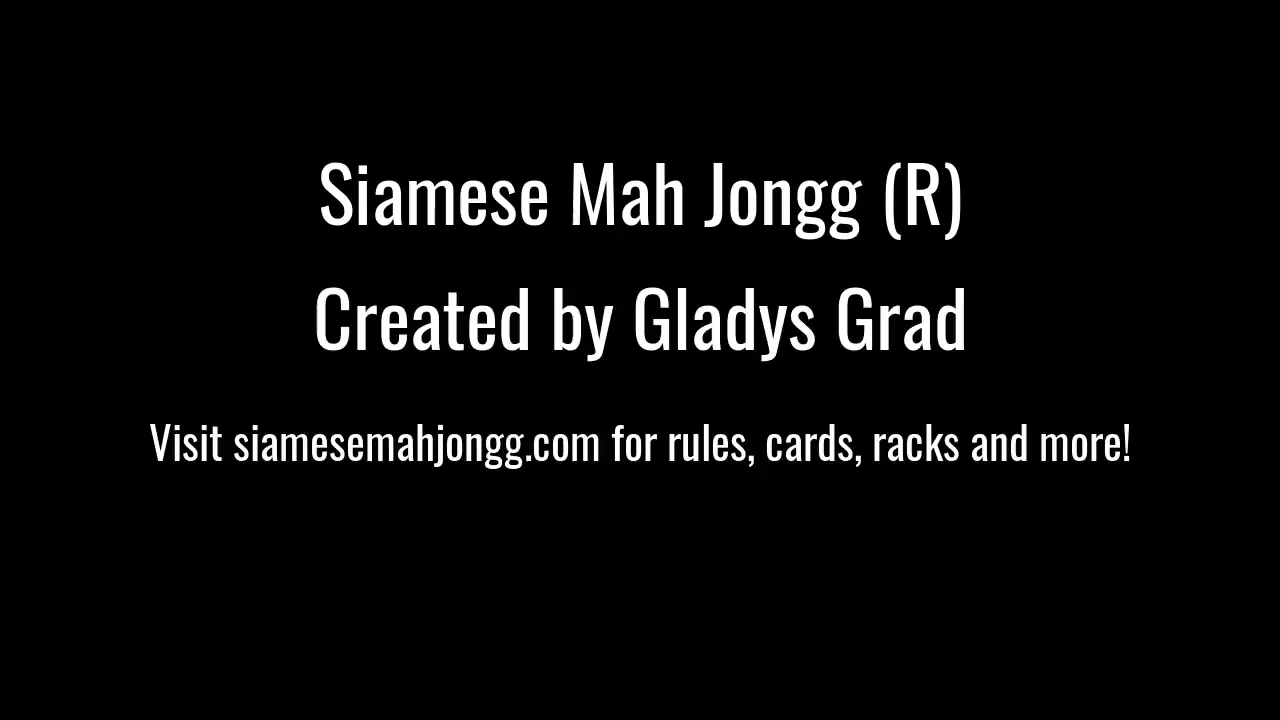 Siamese Mah Jongg (R)
Created by Gladys Grad
Visit siamesemahjongg.com for rules, cards, racks and more!